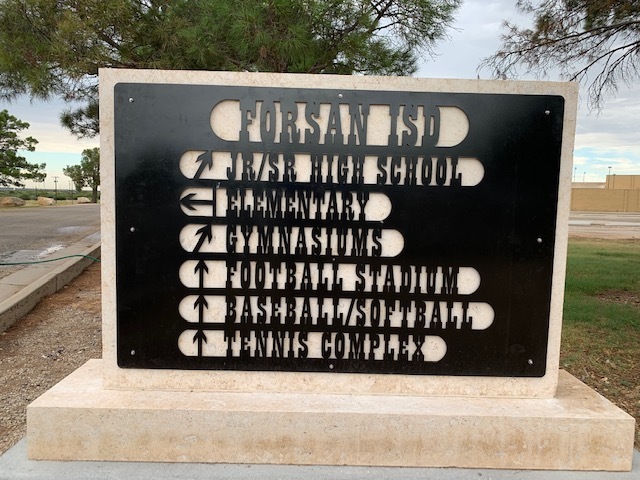 FORSAN ISD
↗ JR/SR HIGH SCHOOL
← ELEMENTARY
↗ GYMNASIUMS
↑ FOOTBALL STADIUM
↑ BASEBALL/SOFTBALL
↑ TENNIS COMPLEX